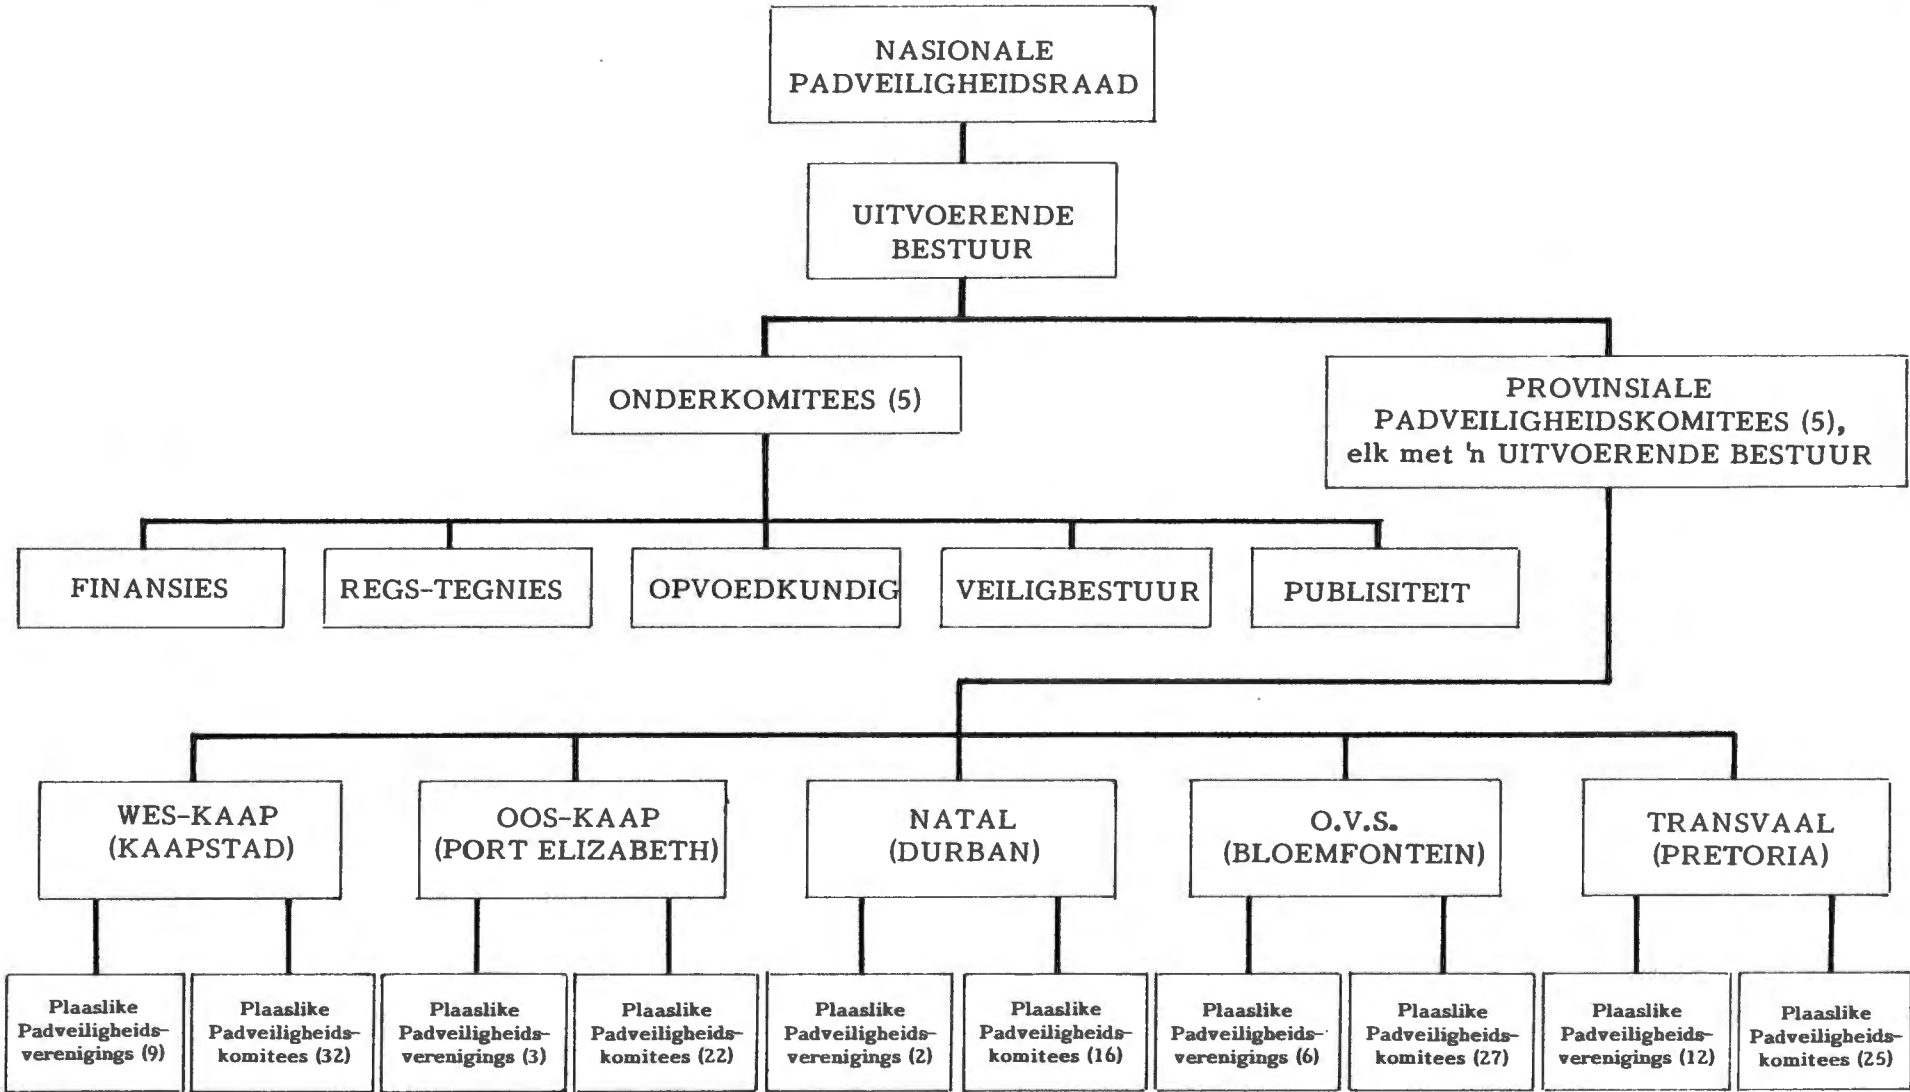 NASIONALE
PADVEILIGHEIDSRAAD
UITVOERENDE
BESTUUR
ONDERKOMITEES (5)
PROVINSIALE
PADVEILIGHEIDSKOMITEES (5),
elk met 'n UITVOERENDE BESTUUR
FINANSIES
REGS-TEGNIES
OPVOEDKUNDIG
VEILIGBESTUUR
PUBLISITEIT
WES-KAAP
(KAAPSTAD)
OOS-KAAP
(PORT ELIZABETH)
NATAL
(DURBAN)
O.V.S.
(BLOEMFONTEIN)
TRANSVAAL
(PRETORIA)
Plaaslike
Padveiligheids-
verenigings (9)
Plaaslike
Padveiligheids-
komitees (32)
Plaaslike
Padveiligheids-
verenigings (3)
Plaaslike
Padveiligheids-
komitees (22)
Plaaslike
Padveiligheids-
verenigings (2)
Plaaslike
Padveiligheids-
komitees (16)
Plaaslike
Padveiligheids-
verenigings (6)
Plaaslike
Padveiligheids-
komitees (27)
Plaaslike
Padveiligheids-
verenigings (12)
Plaaslike
Padveiligheids-
komitees (25)